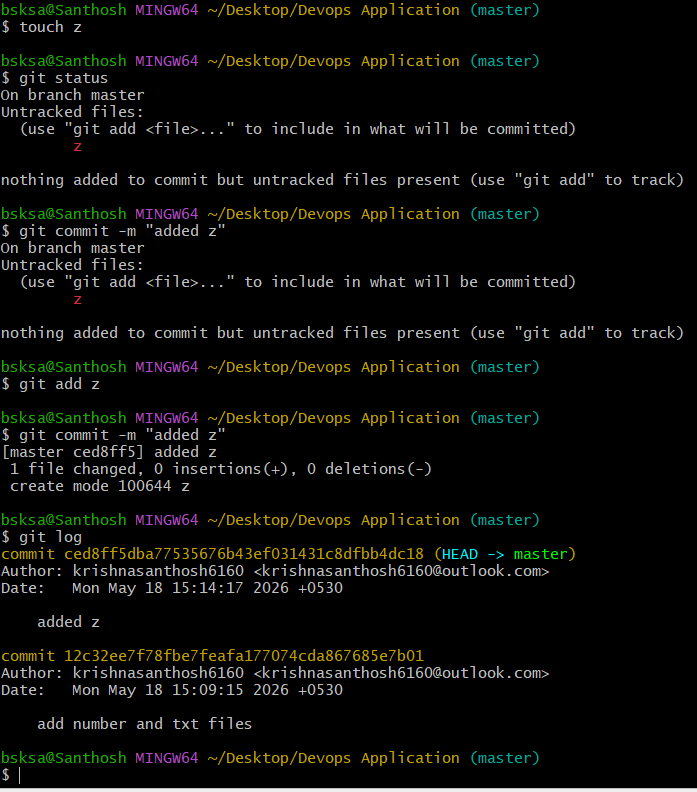 bsksa@Santhosh MINGW64 ~/Desktop/Devops Application (master)
$ touch z
bsksa@Santhosh MINGW64 ~/Desktop/Devops Application (master)
$ git status
On branch master
Untracked files:
  (use "git add <file>..." to include in what will be committed)
        z
nothing added to commit but untracked files present (use "git add" to track)
bsksa@Santhosh MINGW64 ~/Desktop/Devops Application (master)
$ git commit -m "added z"
On branch master
Untracked files:
  (use "git add <file>..." to include in what will be committed)
        z
nothing added to commit but untracked files present (use "git add" to track)
bsksa@Santhosh MINGW64 ~/Desktop/Devops Application (master)
$ git add z
bsksa@Santhosh MINGW64 ~/Desktop/Devops Application (master)
$ git commit -m "added z"
[master ced8ff5] added z
 1 file changed, 0 insertions(+), 0 deletions(-)
 create mode 100644 z
bsksa@Santhosh MINGW64 ~/Desktop/Devops Application (master)
$ git log
commit ced8ff5dba77535676b43ef031431c8dfbb4dc18 (HEAD -> master)
Author: krishnasanthosh6160 <krishnasanthosh6160@outlook.com>
Date:   Mon May 18 15:14:17 2026 +0530
    added z
commit 12c32ee7f78fbe7feafa177074cda867685e7b01
Author: krishnasanthosh6160 <krishnasanthosh6160@outlook.com>
Date:   Mon May 18 15:09:15 2026 +0530
    add number and txt files
bsksa@Santhosh MINGW64 ~/Desktop/Devops Application (master)
$